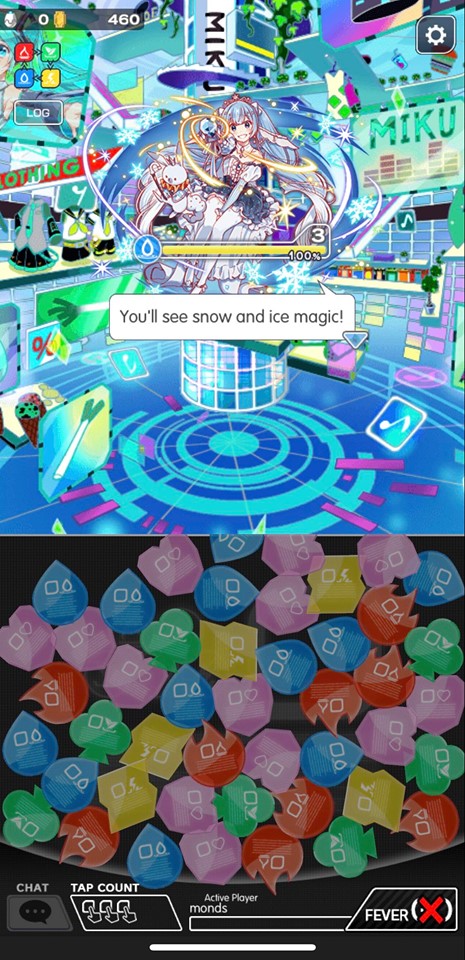 0
460
MIKU
LOG
MIKU
LOTHING
3
100%
You'll see snow and ice magic!
%
CHAT
TAP COUNT
Active Player
monds
FEVER